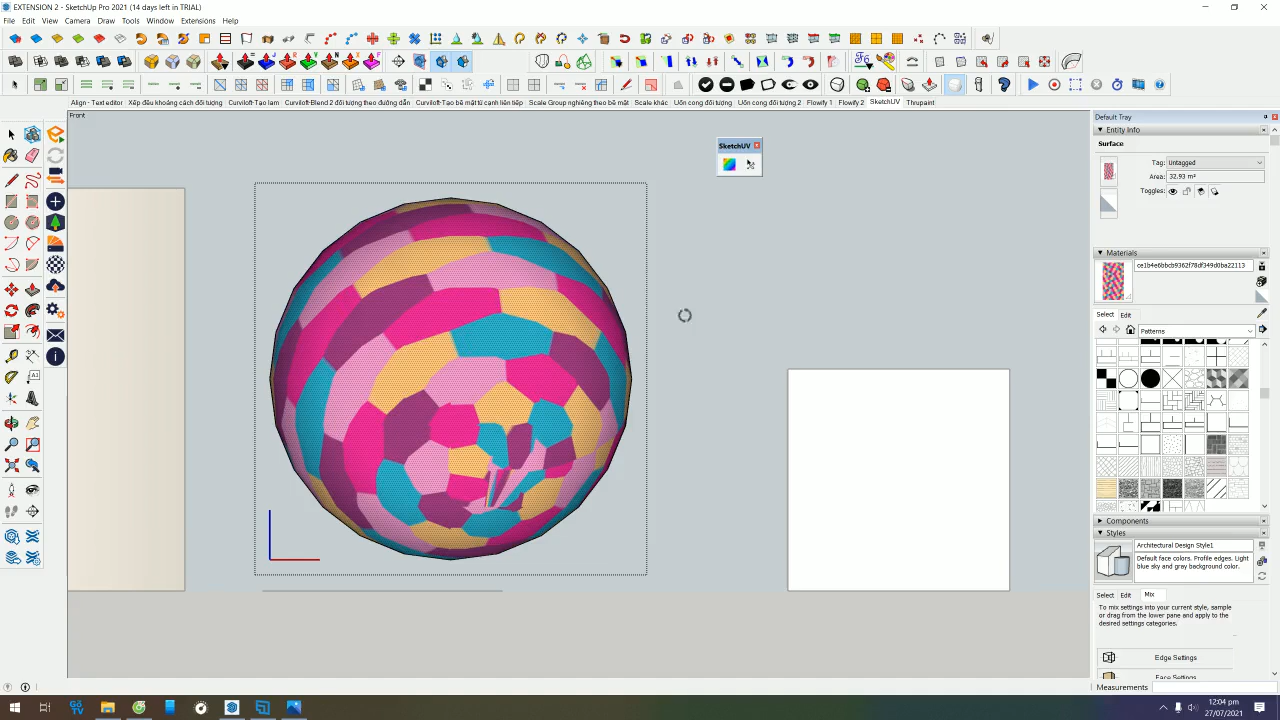 EXTENSION 2 - SketchUp Pro 2021 (14 days left in TRIAL)
File Edit View Camera Draw Tools Window Extensions Help
Align - Text editor Xếp đều khoảng cách đối tượng Curviloft-Tạo lam Curviloft-Blend 2 đối tượng theo đường dẫn Curviloft-Tạo bề mặt từ cạnh liên tiếp Scale Group nghiêng theo bề mặt Scale khác Uốn cong đối tượng Uốn cong đối tượng 2 Flowify 1 Flowify 2 SketchUV Thrupaint
Front
SketchUV
Default Tray
Entity Info
Surface
Tag: Untagged
Area: 32.93 m²
Toggles:
Materials
ce1b4e6bbcb9362f78df349d0ba22113
Select Edit
Patterns
Components
Styles
Architectural Design Style1
Default face colors. Profile edges. Light
blue sky and gray background color.
Select Edit Mix
To mix settings into your current style, sample
or drag from the lower pane and apply to the
desired settings categories.
Edge Settings
Face Settings
Measurements
GO
TV
12:04 pm
27/07/2021